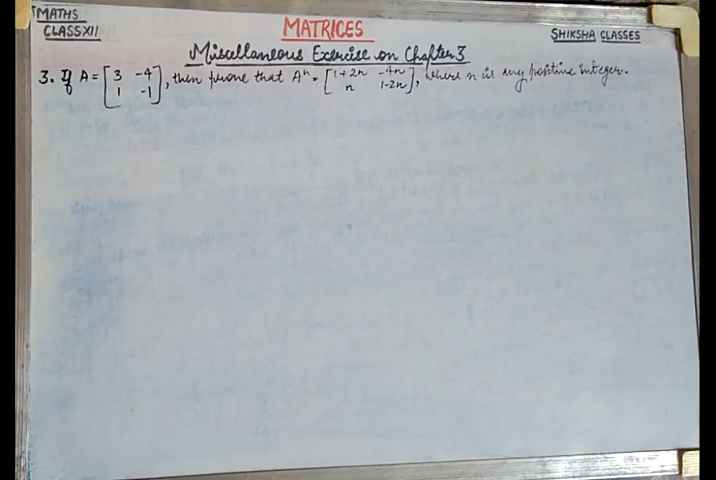 MATHS
CLASS XII
MATRICES
SHIKSHA CLASSES
Miscellaneous Exercise on Chapter 3
3. If A = [3 -4], then prove that Aⁿ = [1+2n -4n], where n is any positive integer.
[1 -1] [n 1-2n]